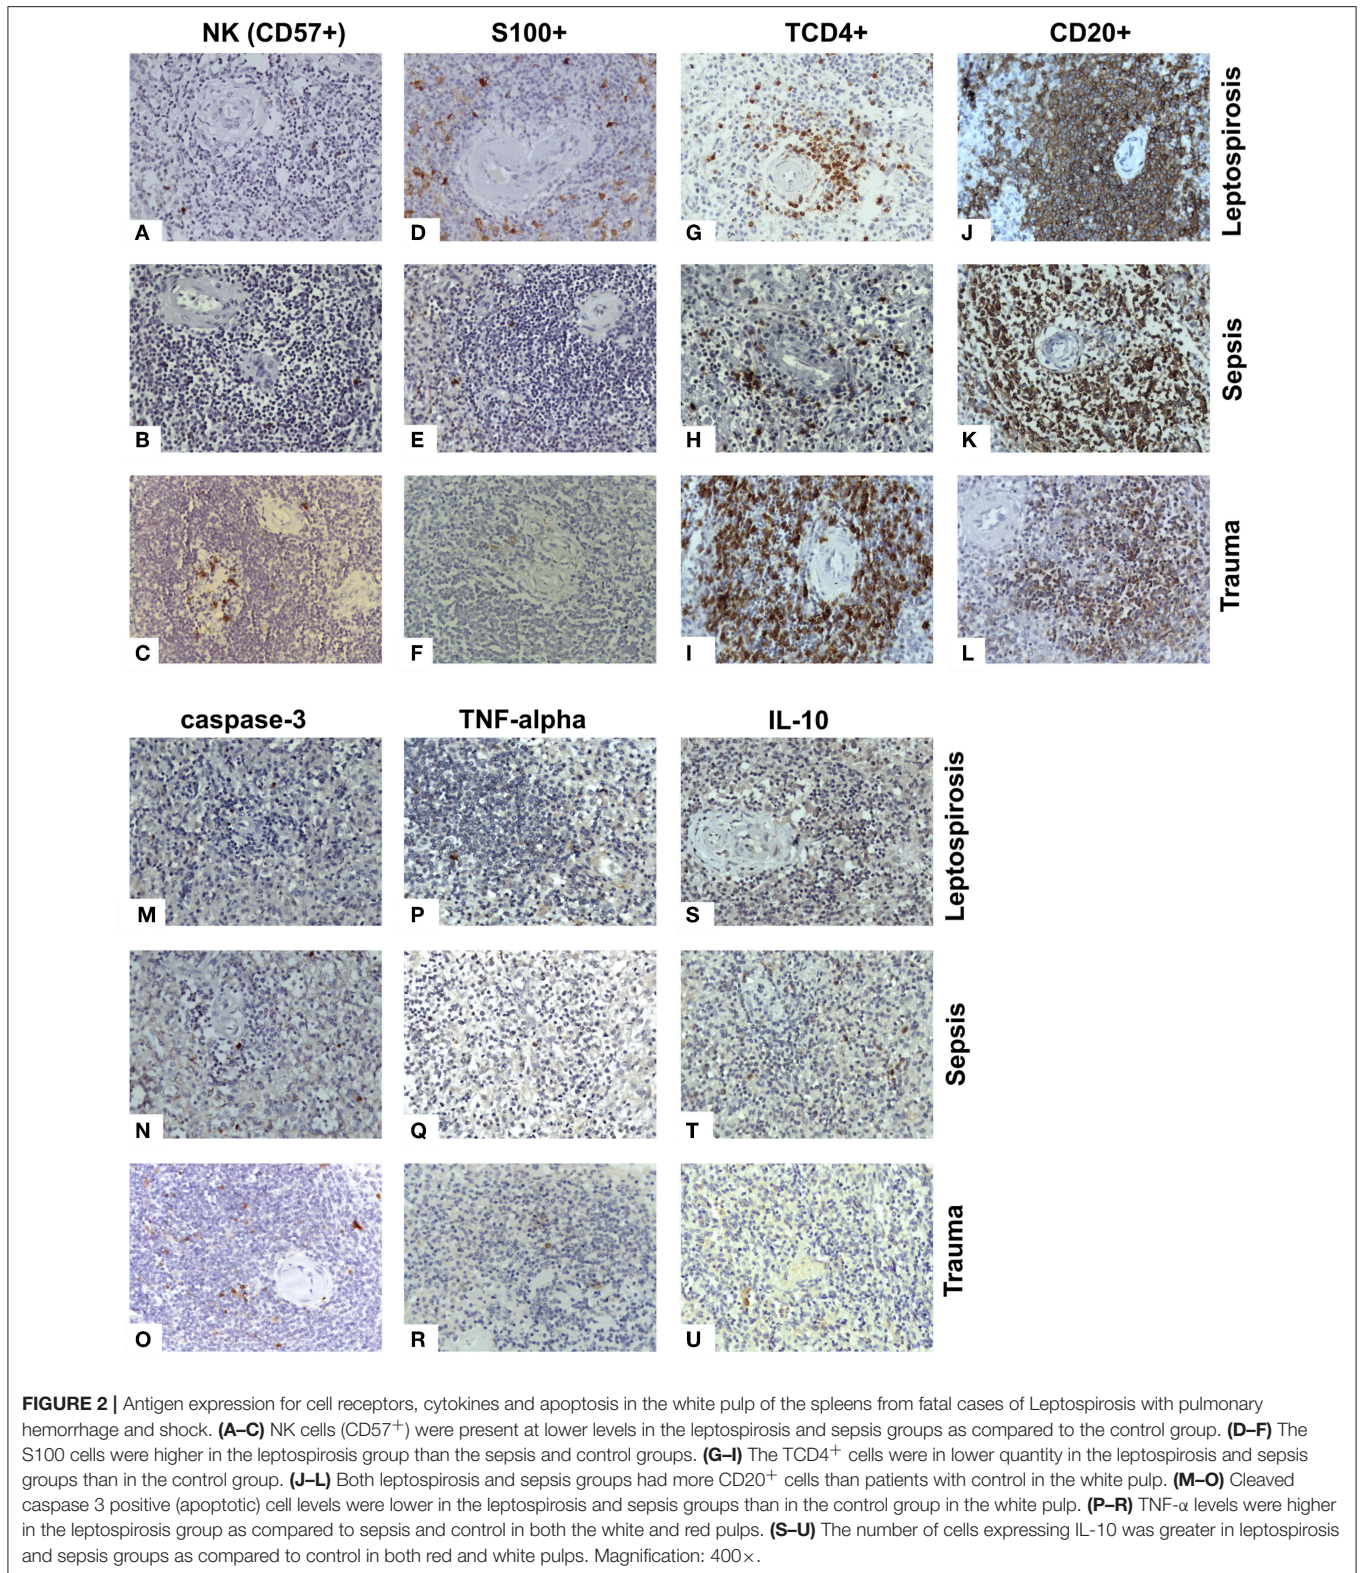 NK (CD57+) S100+ TCD4+ CD20+
A D G J Leptospirosis
B E H K Sepsis
C F I L Trauma
caspase-3 TNF-alpha IL-10
M P S Leptospirosis
N Q T Sepsis
O R U Trauma
FIGURE 2 | Antigen expression for cell receptors, cytokines and apoptosis in the white pulp of the spleens from fatal cases of Leptospirosis with pulmonary
hemorrhage and shock. (A–C) NK cells (CD57+) were present at lower levels in the leptospirosis and sepsis groups as compared to the control group. (D–F) The
S100 cells were higher in the leptospirosis group than the sepsis and control groups. (G–I) The TCD4+ cells were in lower quantity in the leptospirosis and sepsis
groups than in the control group. (J–L) Both leptospirosis and sepsis groups had more CD20+ cells than patients with control in the white pulp. (M–O) Cleaved
caspase 3 positive (apoptotic) cell levels were lower in the leptospirosis and sepsis groups than in the control group in the white pulp. (P–R) TNF-α levels were higher
in the leptospirosis group as compared to sepsis and control in both the white and red pulps. (S–U) The number of cells expressing IL-10 was greater in leptospirosis
and sepsis groups as compared to control in both red and white pulps. Magnification: 400×.